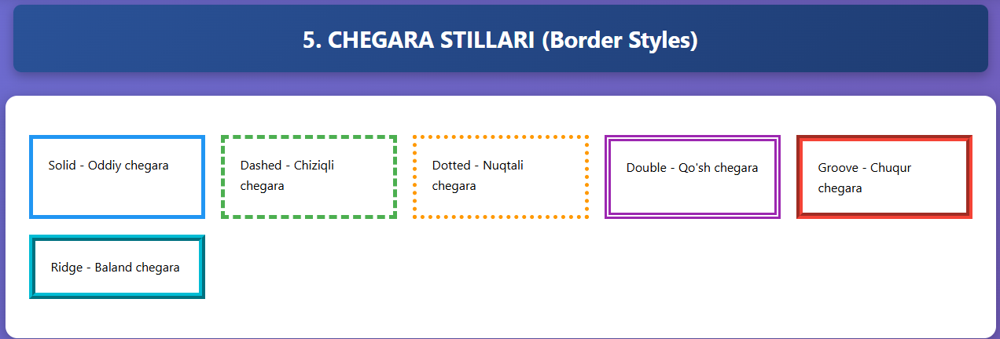 5. CHEGARA STILLARI (Border Styles)
Solid - Oddiy chegara
Dashed - Chiziqli
chegara
Dotted - Nuqtali
chegara
Double - Qo'sh chegara
Groove - Chuqur
chegara
Ridge - Baland chegara